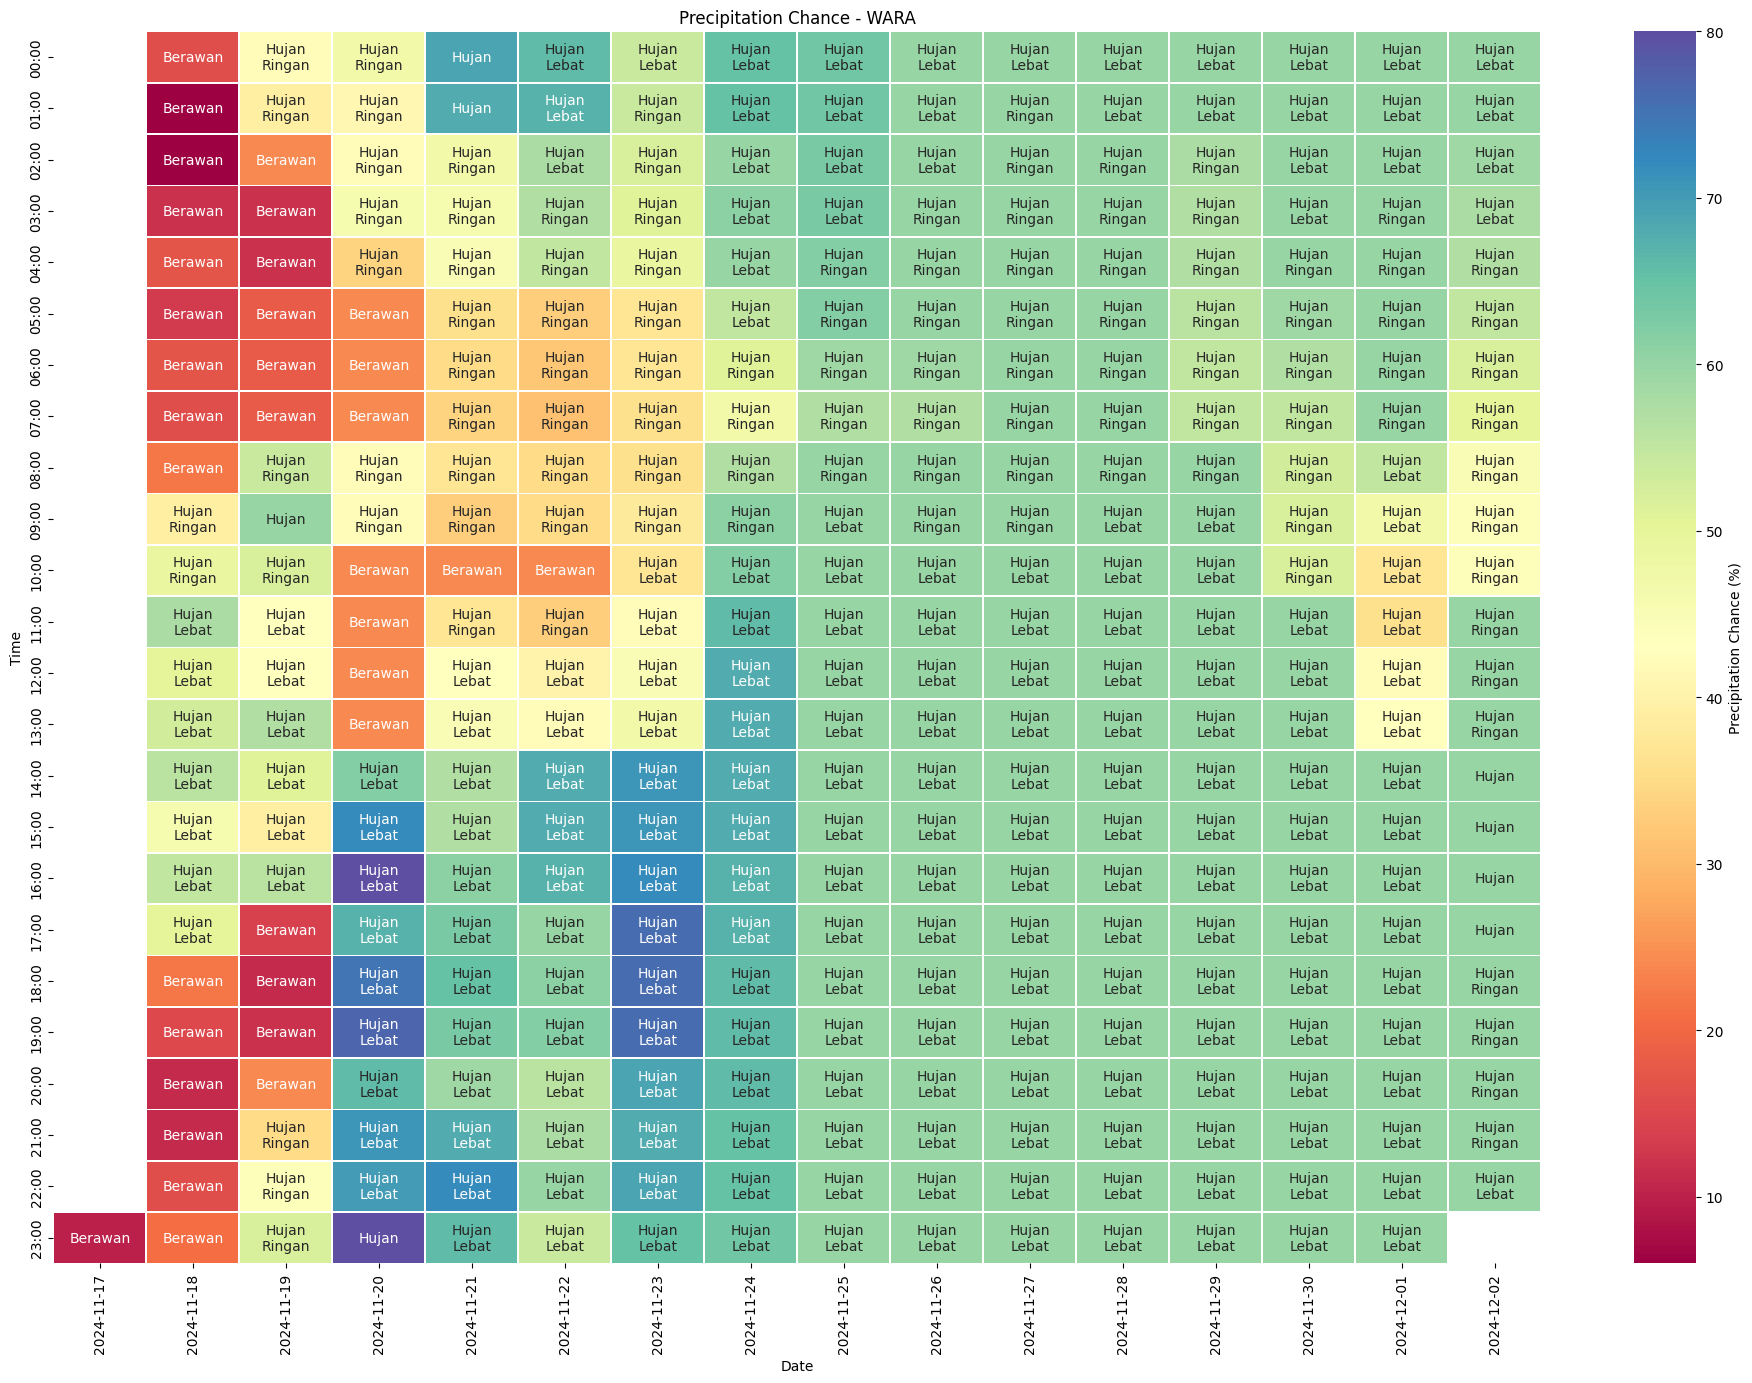 Precipitation Chance - WARA
00:00 Berawan Hujan Ringan Hujan Ringan Hujan Hujan Lebat Hujan Lebat Hujan Lebat Hujan Lebat Hujan Lebat Hujan Lebat Hujan Lebat Hujan Lebat Hujan Lebat Hujan Lebat Hujan Lebat
01:00 Berawan Hujan Ringan Hujan Ringan Hujan Hujan Lebat Hujan Ringan Hujan Lebat Hujan Lebat Hujan Lebat Hujan Ringan Hujan Lebat Hujan Lebat Hujan Lebat Hujan Lebat Hujan Lebat
02:00 Berawan Berawan Hujan Ringan Hujan Ringan Hujan Lebat Hujan Ringan Hujan Lebat Hujan Lebat Hujan Lebat Hujan Ringan Hujan Ringan Hujan Ringan Hujan Lebat Hujan Lebat Hujan Lebat
03:00 Berawan Berawan Hujan Ringan Hujan Ringan Hujan Ringan Hujan Ringan Hujan Lebat Hujan Lebat Hujan Ringan Hujan Ringan Hujan Ringan Hujan Ringan Hujan Lebat Hujan Ringan Hujan Lebat
04:00 Berawan Berawan Hujan Ringan Hujan Ringan Hujan Ringan Hujan Ringan Hujan Lebat Hujan Ringan Hujan Ringan Hujan Ringan Hujan Ringan Hujan Ringan Hujan Ringan Hujan Ringan Hujan Ringan
05:00 Berawan Berawan Berawan Hujan Ringan Hujan Ringan Hujan Ringan Hujan Lebat Hujan Ringan Hujan Ringan Hujan Ringan Hujan Ringan Hujan Ringan Hujan Ringan Hujan Ringan Hujan Ringan
06:00 Berawan Berawan Berawan Hujan Ringan Hujan Ringan Hujan Ringan Hujan Ringan Hujan Ringan Hujan Ringan Hujan Ringan Hujan Ringan Hujan Ringan Hujan Ringan Hujan Ringan Hujan Ringan
07:00 Berawan Berawan Berawan Hujan Ringan Hujan Ringan Hujan Ringan Hujan Ringan Hujan Ringan Hujan Ringan Hujan Ringan Hujan Ringan Hujan Ringan Hujan Ringan Hujan Ringan Hujan Ringan
08:00 Berawan Hujan Ringan Hujan Ringan Hujan Ringan Hujan Ringan Hujan Ringan Hujan Ringan Hujan Ringan Hujan Ringan Hujan Ringan Hujan Ringan Hujan Ringan Hujan Ringan Hujan Lebat Hujan Ringan
09:00 Hujan Ringan Hujan Hujan Ringan Hujan Ringan Hujan Ringan Hujan Ringan Hujan Ringan Hujan Lebat Hujan Ringan Hujan Ringan Hujan Lebat Hujan Lebat Hujan Ringan Hujan Lebat Hujan Ringan
10:00 Hujan Ringan Hujan Ringan Berawan Berawan Berawan Hujan Lebat Hujan Lebat Hujan Lebat Hujan Lebat Hujan Lebat Hujan Lebat Hujan Lebat Hujan Ringan Hujan Lebat Hujan Ringan
11:00 Hujan Lebat Hujan Lebat Berawan Hujan Ringan Hujan Ringan Hujan Lebat Hujan Lebat Hujan Lebat Hujan Lebat Hujan Lebat Hujan Lebat Hujan Lebat Hujan Lebat Hujan Lebat Hujan Ringan
12:00 Hujan Lebat Hujan Lebat Berawan Hujan Lebat Hujan Lebat Hujan Lebat Hujan Lebat Hujan Lebat Hujan Lebat Hujan Lebat Hujan Lebat Hujan Lebat Hujan Lebat Hujan Lebat Hujan Ringan
13:00 Hujan Lebat Hujan Lebat Berawan Hujan Lebat Hujan Lebat Hujan Lebat Hujan Lebat Hujan Lebat Hujan Lebat Hujan Lebat Hujan Lebat Hujan Lebat Hujan Lebat Hujan Lebat Hujan Ringan
14:00 Hujan Lebat Hujan Lebat Hujan Lebat Hujan Lebat Hujan Lebat Hujan Lebat Hujan Lebat Hujan Lebat Hujan Lebat Hujan Lebat Hujan Lebat Hujan Lebat Hujan Lebat Hujan Lebat Hujan
15:00 Hujan Lebat Hujan Lebat Hujan Lebat Hujan Lebat Hujan Lebat Hujan Lebat Hujan Lebat Hujan Lebat Hujan Lebat Hujan Lebat Hujan Lebat Hujan Lebat Hujan Lebat Hujan Lebat Hujan
16:00 Hujan Lebat Hujan Lebat Hujan Lebat Hujan Lebat Hujan Lebat Hujan Lebat Hujan Lebat Hujan Lebat Hujan Lebat Hujan Lebat Hujan Lebat Hujan Lebat Hujan Lebat Hujan Lebat Hujan
17:00 Hujan Lebat Berawan Hujan Lebat Hujan Lebat Hujan Lebat Hujan Lebat Hujan Lebat Hujan Lebat Hujan Lebat Hujan Lebat Hujan Lebat Hujan Lebat Hujan Lebat Hujan Lebat Hujan
18:00 Berawan Berawan Hujan Lebat Hujan Lebat Hujan Lebat Hujan Lebat Hujan Lebat Hujan Lebat Hujan Lebat Hujan Lebat Hujan Lebat Hujan Lebat Hujan Lebat Hujan Lebat Hujan Ringan
19:00 Berawan Berawan Hujan Lebat Hujan Lebat Hujan Lebat Hujan Lebat Hujan Lebat Hujan Lebat Hujan Lebat Hujan Lebat Hujan Lebat Hujan Lebat Hujan Lebat Hujan Lebat Hujan Ringan
20:00 Berawan Berawan Hujan Lebat Hujan Lebat Hujan Lebat Hujan Lebat Hujan Lebat Hujan Lebat Hujan Lebat Hujan Lebat Hujan Lebat Hujan Lebat Hujan Lebat Hujan Lebat Hujan Ringan
21:00 Berawan Hujan Ringan Hujan Lebat Hujan Lebat Hujan Lebat Hujan Lebat Hujan Lebat Hujan Lebat Hujan Lebat Hujan Lebat Hujan Lebat Hujan Lebat Hujan Lebat Hujan Lebat Hujan Ringan
22:00 Berawan Hujan Ringan Hujan Lebat Hujan Lebat Hujan Lebat Hujan Lebat Hujan Lebat Hujan Lebat Hujan Lebat Hujan Lebat Hujan Lebat Hujan Lebat Hujan Lebat Hujan Lebat Hujan Lebat
23:00 Berawan Berawan Hujan Ringan Hujan Hujan Lebat Hujan Lebat Hujan Lebat Hujan Lebat Hujan Lebat Hujan Lebat Hujan Lebat Hujan Lebat Hujan Lebat Hujan Lebat Hujan Lebat
Time
2024-11-17 2024-11-18 2024-11-19 2024-11-20 2024-11-21 2024-11-22 2024-11-23 2024-11-24 2024-11-25 2024-11-26 2024-11-27 2024-11-28 2024-11-29 2024-11-30 2024-12-01 2024-12-02
Date
80
70
60
50
40
30
20
10
Precipitation Chance (%)